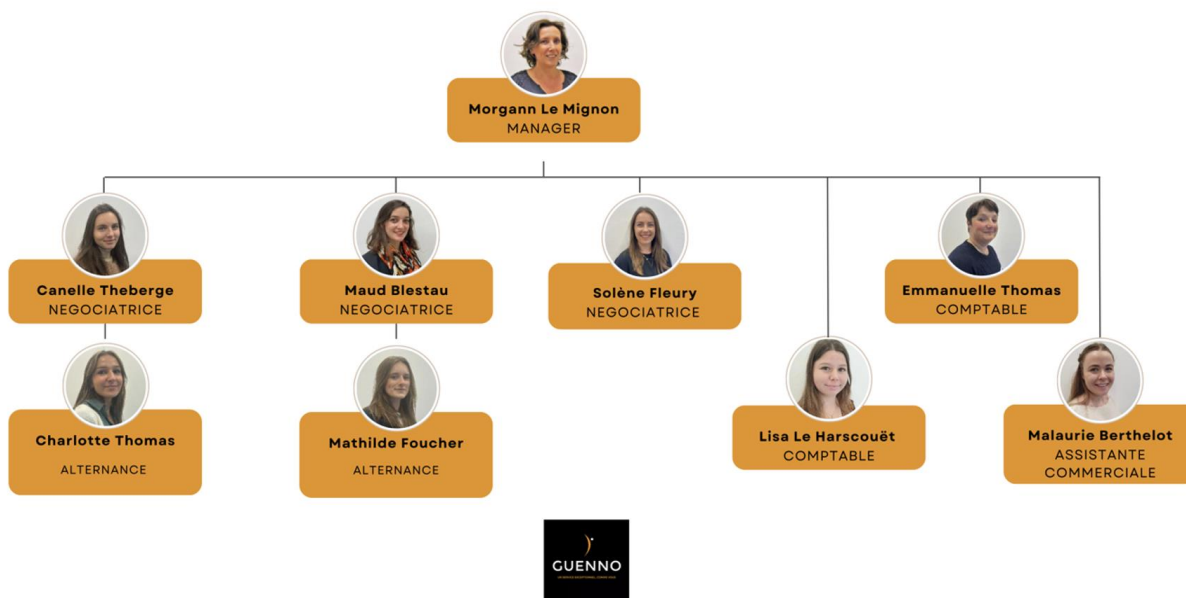 Morgann Le Mignon
MANAGER
Canelle Theberge
NEGOCIATRICE
Maud Blestau
NEGOCIATRICE
Solène Fleury
NEGOCIATRICE
Emmanuelle Thomas
COMPTABLE
Charlotte Thomas
ALTERNANCE
Mathilde Foucher
ALTERNANCE
Lisa Le Harscouët
COMPTABLE
Malaurie Berthelot
ASSISTANTE
COMMERCIALE
GUENNO